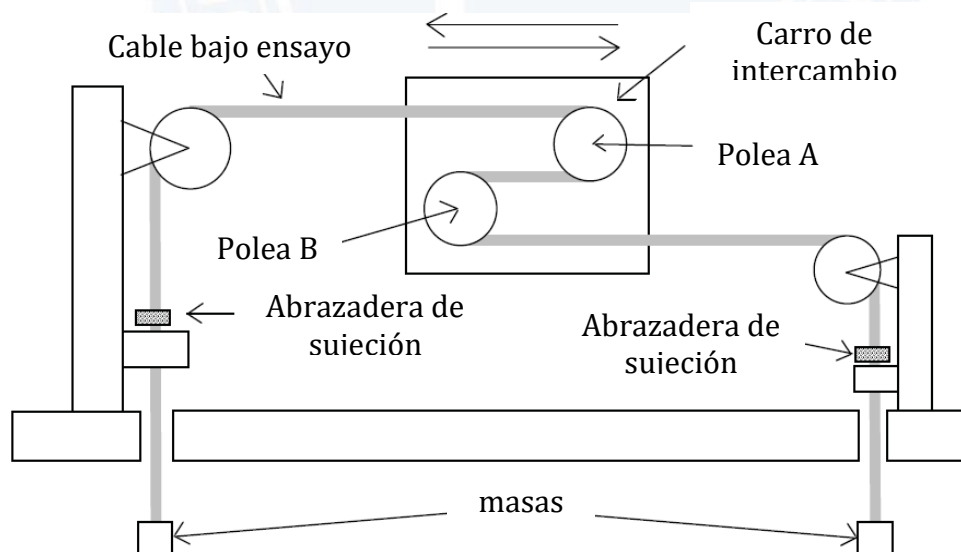 Cable bajo ensayo
Carro de
intercambio
Polea A
Polea B
Abrazadera de
sujeción
Abrazadera de
sujeción
masas